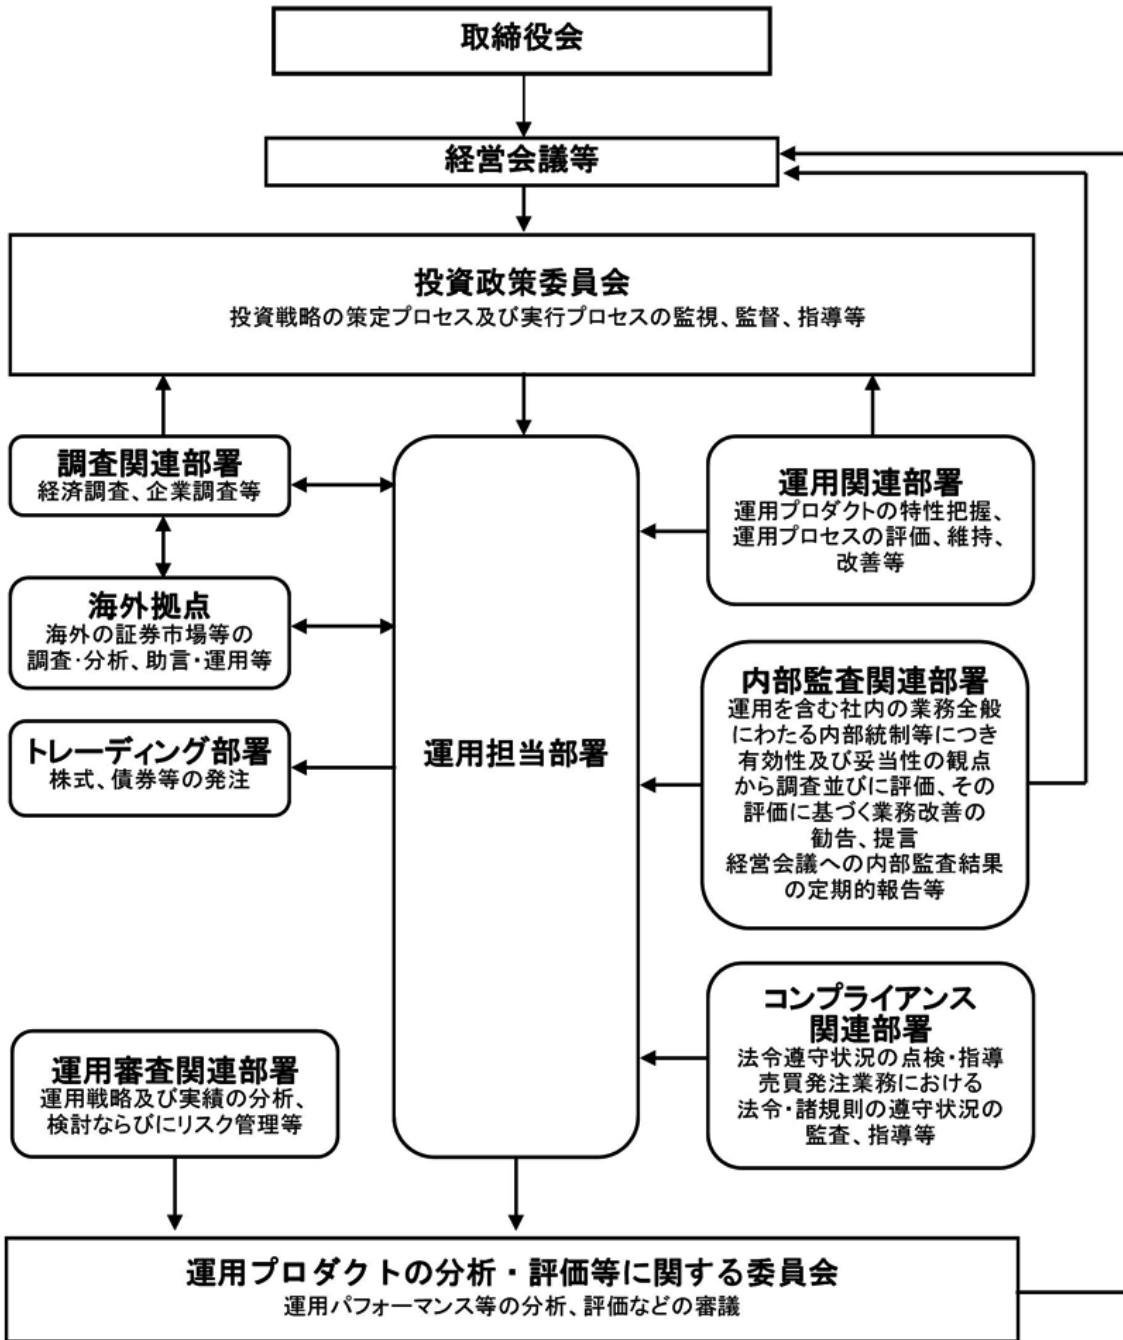 取締役会
経営会議等
投資政策委員会
投資戦略の策定プロセス及び実行プロセスの監視、監督、指導等
調査関連部署
経済調査、企業調査等
海外拠点
海外の証券市場等の
調査・分析、助言・運用等
トレーディング部署
株式、債券等の発注
運用担当部署
運用関連部署
運用プロダクトの特性把握、
運用プロセスの評価、維持、
改善等
内部監査関連部署
運用を含む社内の業務全般
にわたる内部統制等につき
有効性及び妥当性の観点
から調査並びに評価、その
評価に基づく業務改善の
勧告、提言
経営会議への内部監査結果
の定期的報告等
コンプライアンス
関連部署
法令遵守状況の点検・指導
売買発注業務における
法令・諸規則の遵守状況の
監査、指導等
運用審査関連部署
運用戦略及び実績の分析、
検討ならびにリスク管理等
運用プロダクトの分析・評価等に関する委員会
運用パフォーマンス等の分析、評価などの審議